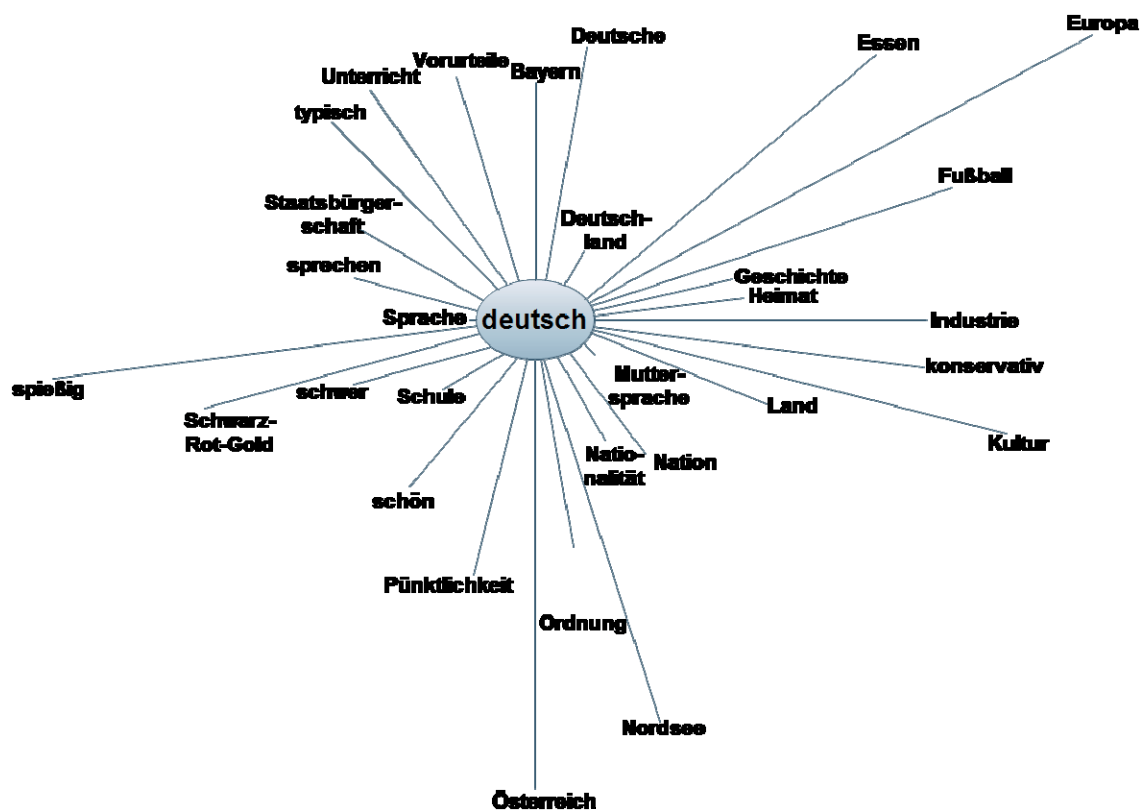 Europa
Deutsche
Essen
Vorurteile
Bayern
Unterricht
typisch
Fußball
Staatsbürger-
schaft
Deutsch-
land
sprechen
Geschichte
Heimat
Sprache
deutsch
Industrie
konservativ
spießig
schwer
Schule
Mutter-
sprache
Land
Schwarz-
Rot-Gold
Kultur
Natio-
nalität
Nation
schön
Pünktlichkeit
Ordnung
Nordsee
Österreich